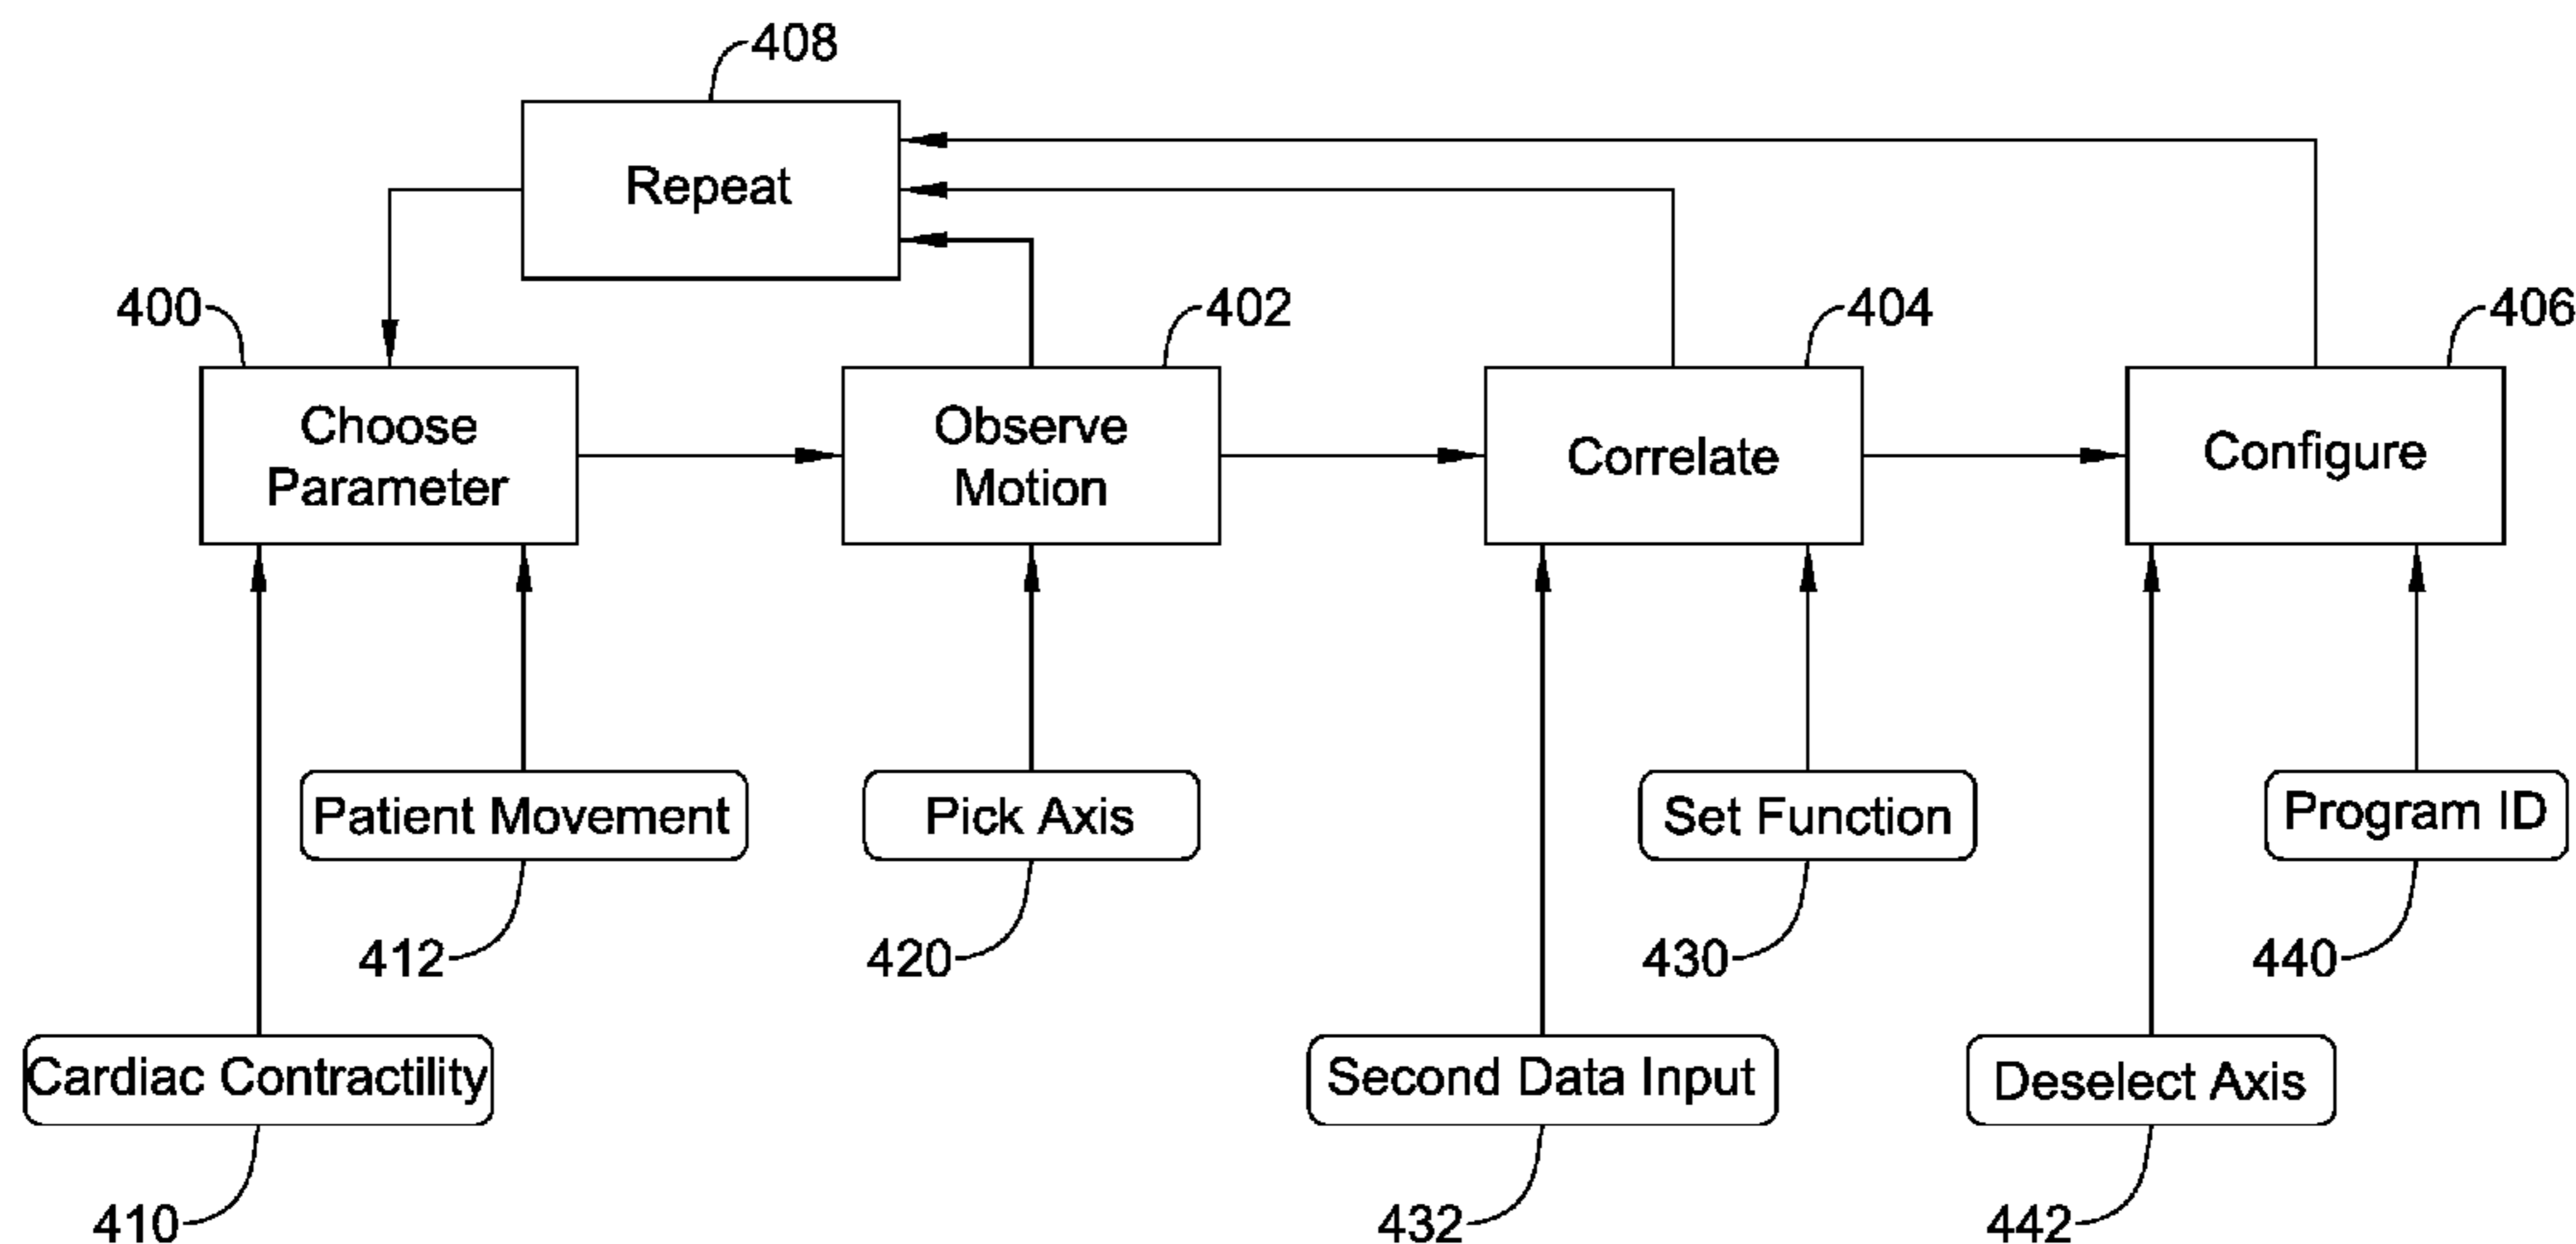 408
Repeat
400
402
404
406
Choose
Parameter
Observe
Motion
Correlate
Configure
Patient Movement
Pick Axis
Set Function
Program ID
412
420
430
440
Cardiac Contractility
Second Data Input
Deselect Axis
410
432
442